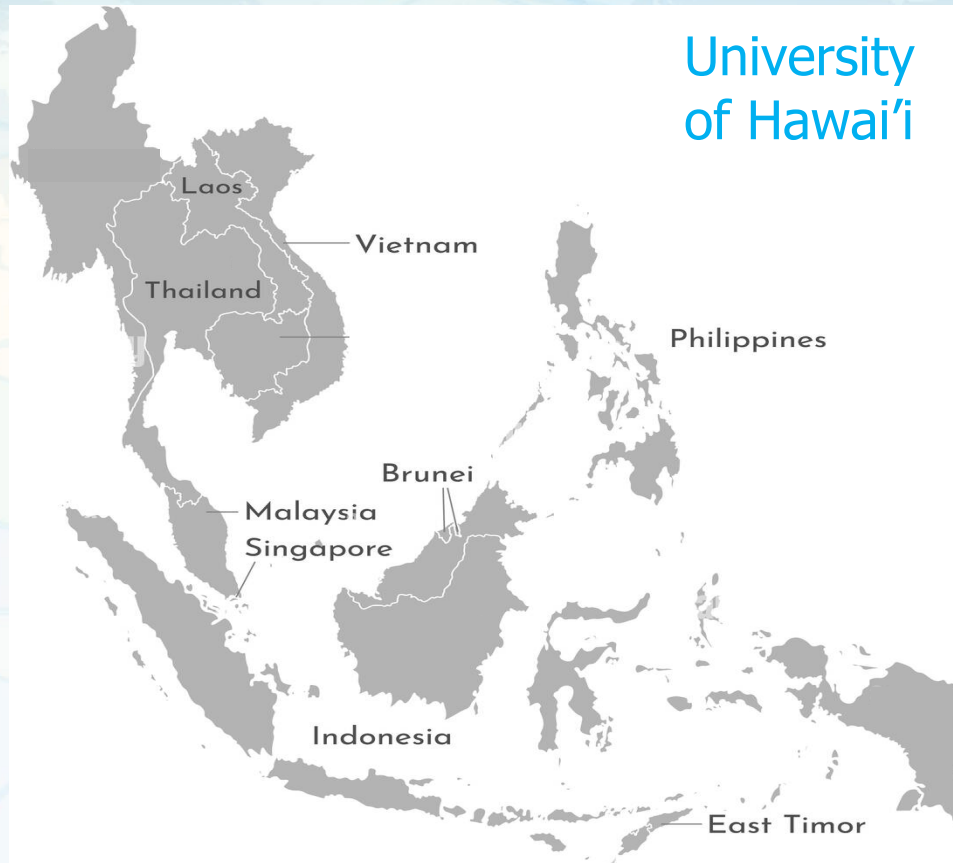 University
of Hawai’i
Laos
Vietnam
Thailand
Philippines
Brunei
Malaysia
Singapore
Indonesia
East Timor